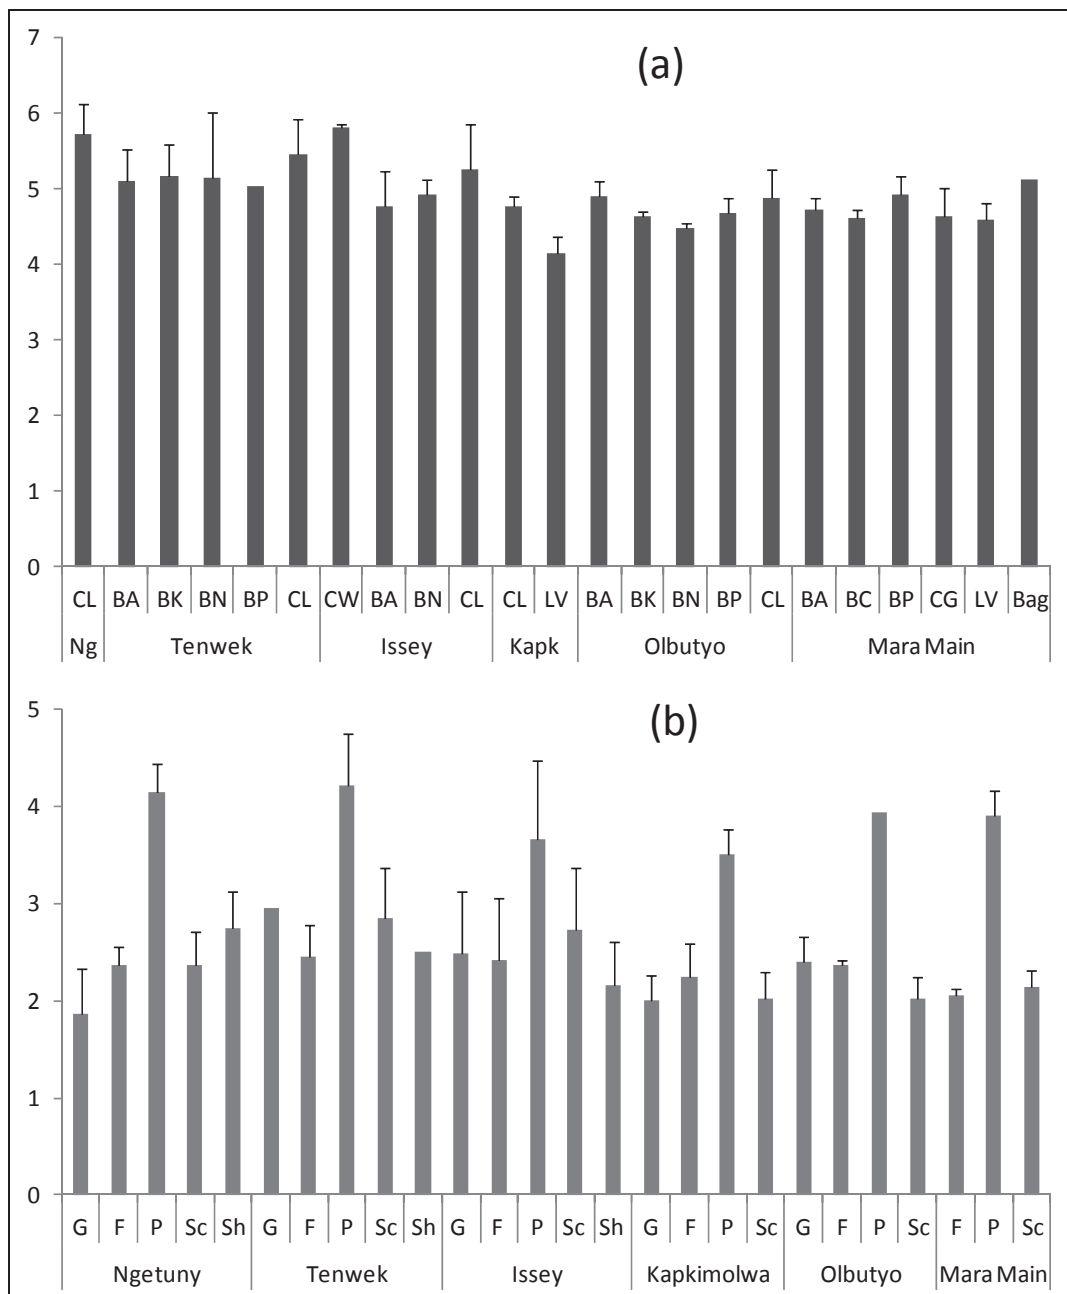 (a)
7
6
5
4
3
2
1
0
CL BA BK BN BP CL CW BA BN CL CL LV BA BK BN BP CL BA BC BP CG LV Bag
Ng Tenwek Issey Kapk Olbutyo Mara Main
(b)
5
4
3
2
1
0
G F P Sc Sh G F P Sc Sh G F P Sc Sh G F P Sc G F P Sc F P Sc
Ngetuny Tenwek Issey Kapkimolwa Olbutyo Mara Main